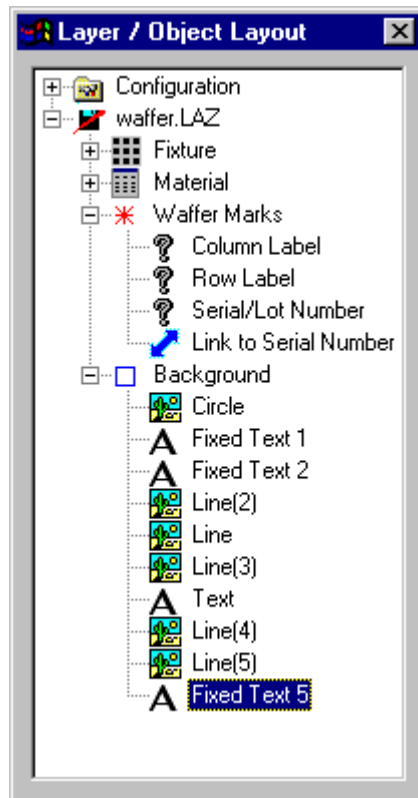 Layer / Object Layout
Configuration
waffer.LAZ
Fixture
Material
Waffer Marks
Column Label
Row Label
Serial/Lot Number
Link to Serial Number
Background
Circle
Fixed Text 1
Fixed Text 2
Line(2)
Line
Line(3)
Text
Line(4)
Line(5)
Fixed Text 5